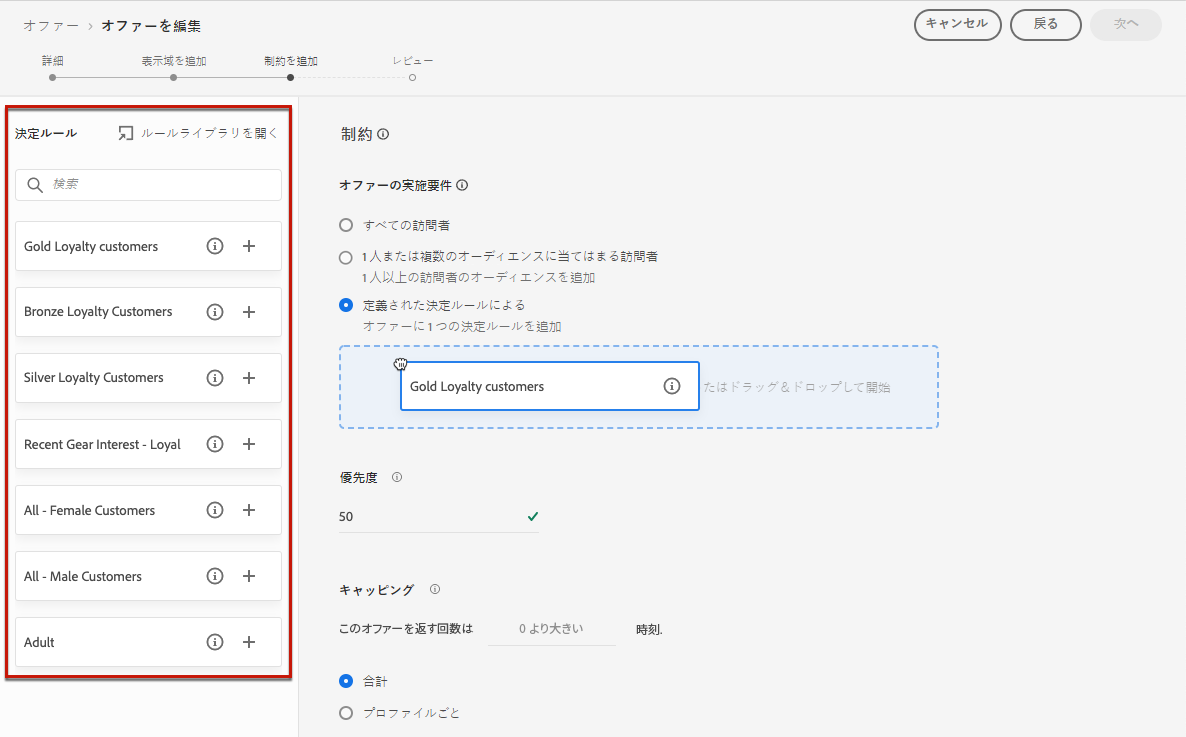 オファー › オファーを編集
キャンセル
戻る
次へ
詳細
表示域を追加
制約を追加
レビュー
決定ルール
ルールライブラリを開く
検索
Gold Loyalty customers
Bronze Loyalty Customers
Silver Loyalty Customers
Recent Gear Interest - Loyal
All - Female Customers
All - Male Customers
Adult
制約
オファーの実施要件
すべての訪問者
1人または複数のオーディエンスに当てはまる訪問者
1人以上の訪問者のオーディエンスを追加
定義された決定ルールによる
オファーに1つの決定ルールを追加
Gold Loyalty customers
たはドラッグ＆ドロップして開始
優先度
50
キャッピング
このオファーを返す回数は 0 より大きい 時刻.
合計
プロファイルごと